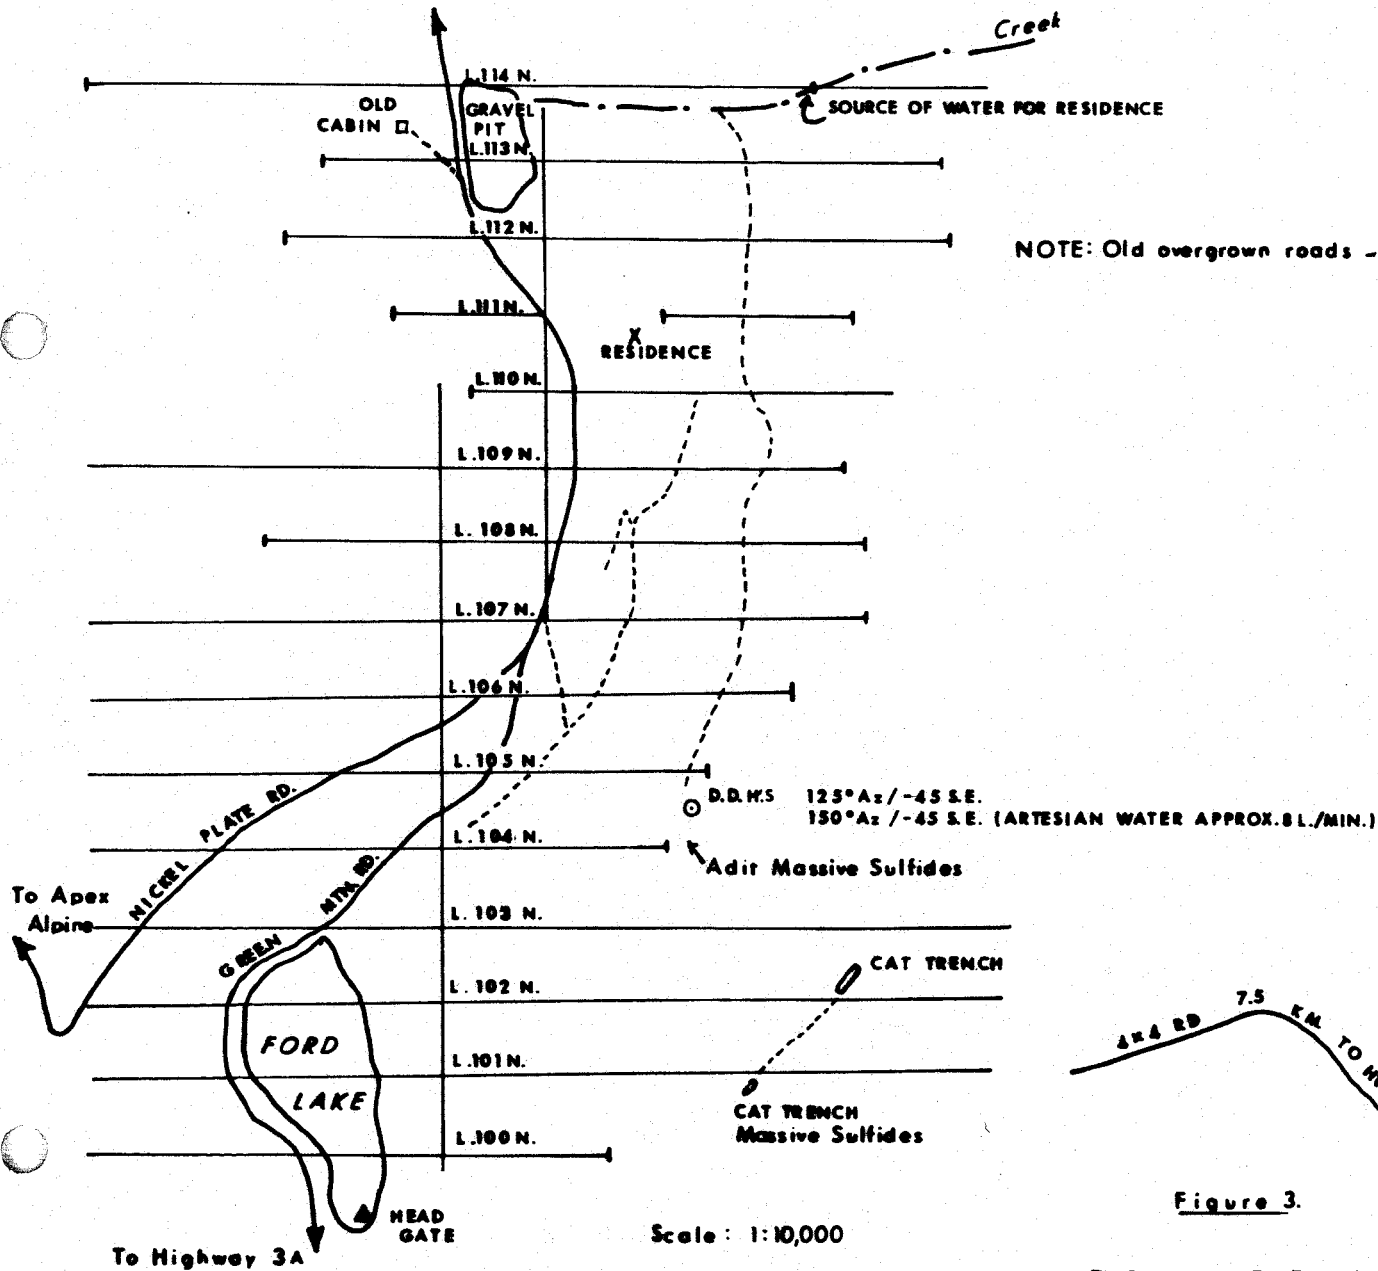 Creek
L.114 N.
OLD
CABIN
GRAVEL
PIT
SOURCE OF WATER FOR RESIDENCE
L.113 N.
L.112 N.
NOTE: Old overgrown roads -
L.111 N.
X
RESIDENCE
L.110 N.
L.109 N.
L. 108 N.
L.107 N.
L.106 N.
L.105 N.
NICKEL PLATE RD.
D.D.H'S 125° Az / -45 S.E.
150° Az / -45 S.E. (ARTESIAN WATER APPROX. 8 L./MIN.)
L.104 N.
Adit Massive Sulfides
To Apex
Alpine
GREEN MTN. RD.
L. 103 N.
CAT TRENCH
L. 102 N.
4x4 RD 7.5 KM. TO
FORD
LAKE
L.101 N.
CAT TRENCH
Massive Sulfides
L.100 N.
Figure 3.
HEAD
GATE
Scale : 1:10,000
To Highway 3A